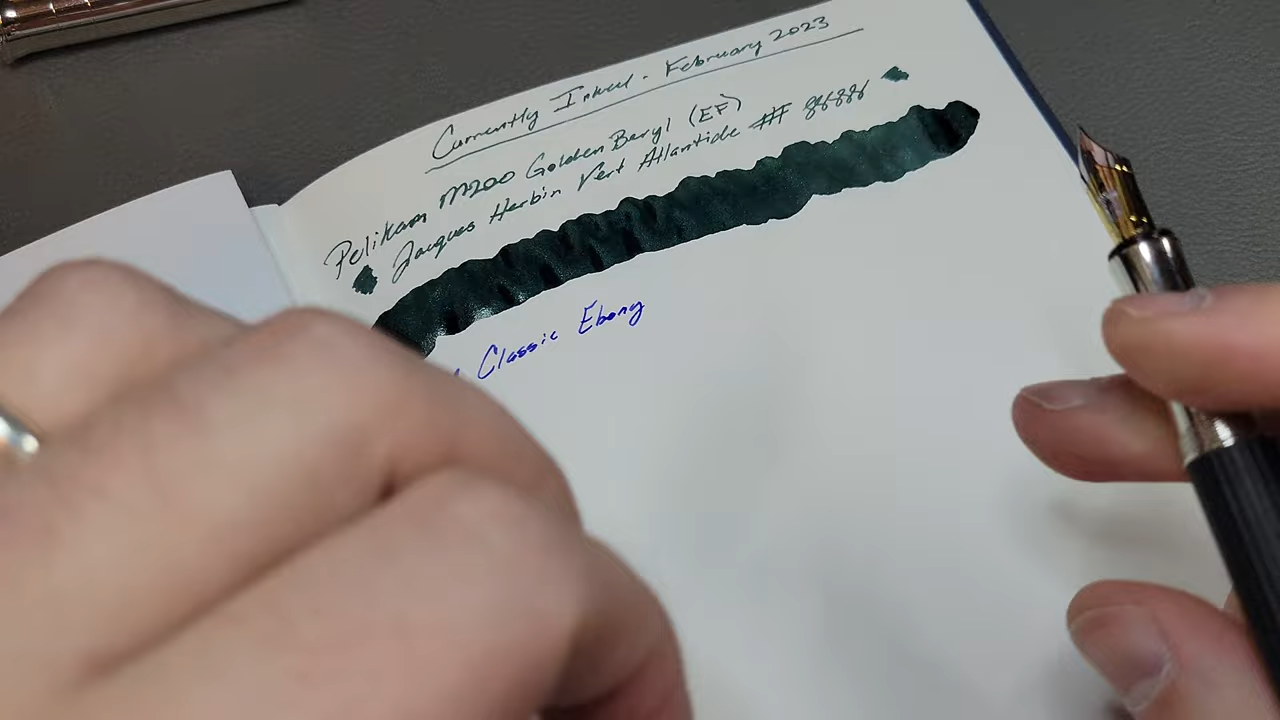 Currently Inked - February 2023
Pelikan M200 Golden Beryl (EF)
Jacques Herbin Vert Atlantide
Classic Ebony